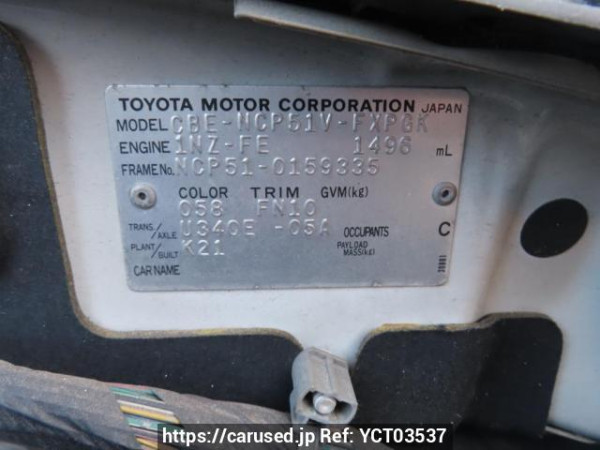 TOYOTA MOTOR CORPORATION JAPAN
MODEL CBE-NCP51V-FXPGK
ENGINE 1NZ-FE 1496 mL
FRAME No. NCP51-0159335
COLOR TRIM GVM(kg)
058 FN10
TRANS./AXLE U340E -05A OCCUPANTS C
PLANT/BUILT K21 PAYLOAD MASS(kg)
CAR NAME
https://carused.jp Ref: YCT03537